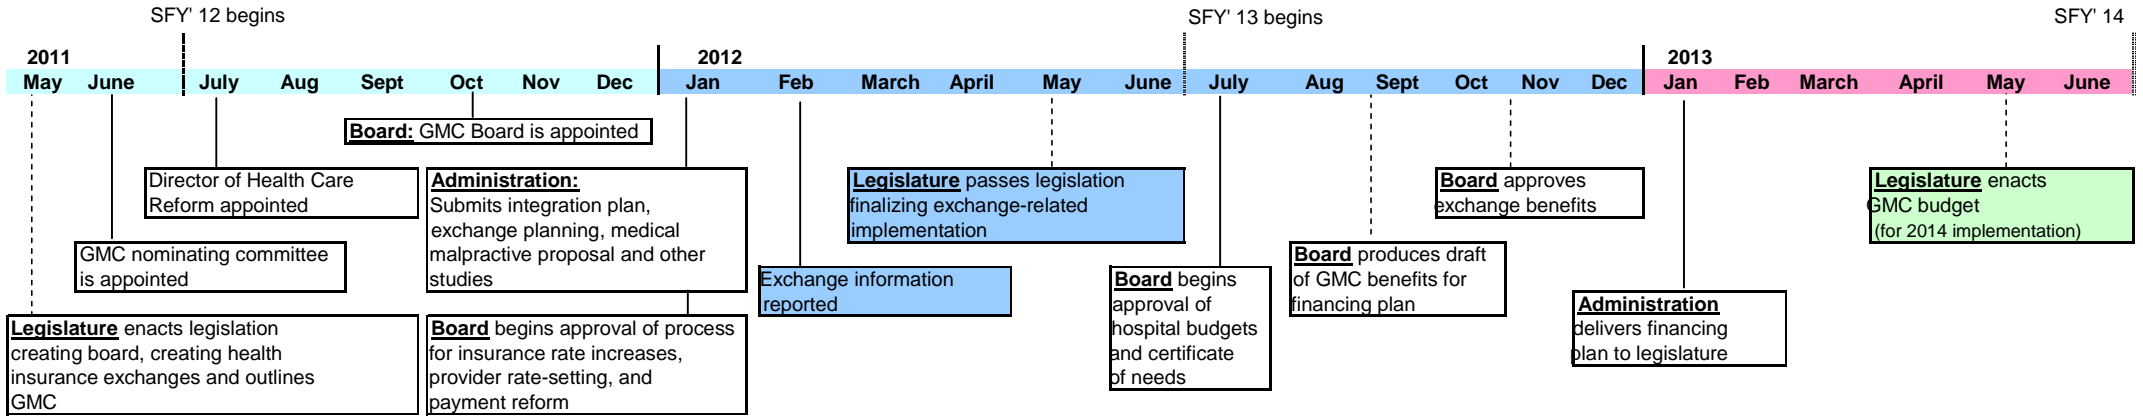 SFY' 12 begins
SFY' 13 begins
SFY' 14
2011
2012
2013
May June July Aug Sept Oct Nov Dec Jan Feb March April May June July Aug Sept Oct Nov Dec Jan Feb March April May June
Board: GMC Board is appointed
Director of Health Care
Reform appointed
GMC nominating committee
is appointed
Legislature enacts legislation
creating board, creating health
insurance exchanges and outlines
GMC
Administration:
Submits integration plan,
exchange planning, medical
malpractive proposal and other
studies
Board begins approval of process
for insurance rate increases,
provider rate-setting, and
payment reform
Exchange information
reported
Legislature passes legislation
finalizing exchange-related
implementation
Board begins
approval of
hospital budgets
and certificate
of needs
Board produces draft
of GMC benefits for
financing plan
Board approves
exchange benefits
Administration
delivers financing
plan to legislature
Legislature enacts
GMC budget
(for 2014 implementation)